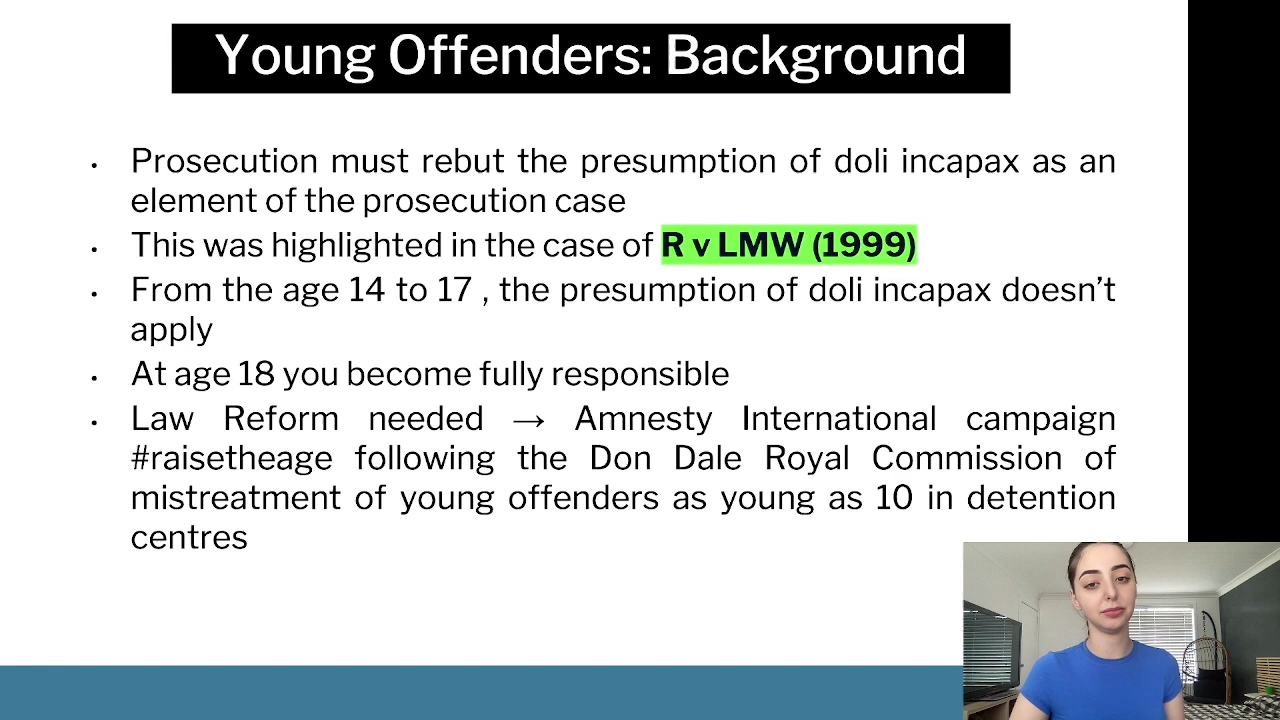 Young Offenders: Background
• Prosecution must rebut the presumption of doli incapax as an
element of the prosecution case
• This was highlighted in the case of R v LMW (1999)
• From the age 14 to 17 , the presumption of doli incapax doesn’t
apply
• At age 18 you become fully responsible
• Law Reform needed → Amnesty International campaign
#raisetheage following the Don Dale Royal Commission of
mistreatment of young offenders as young as 10 in detention
centres